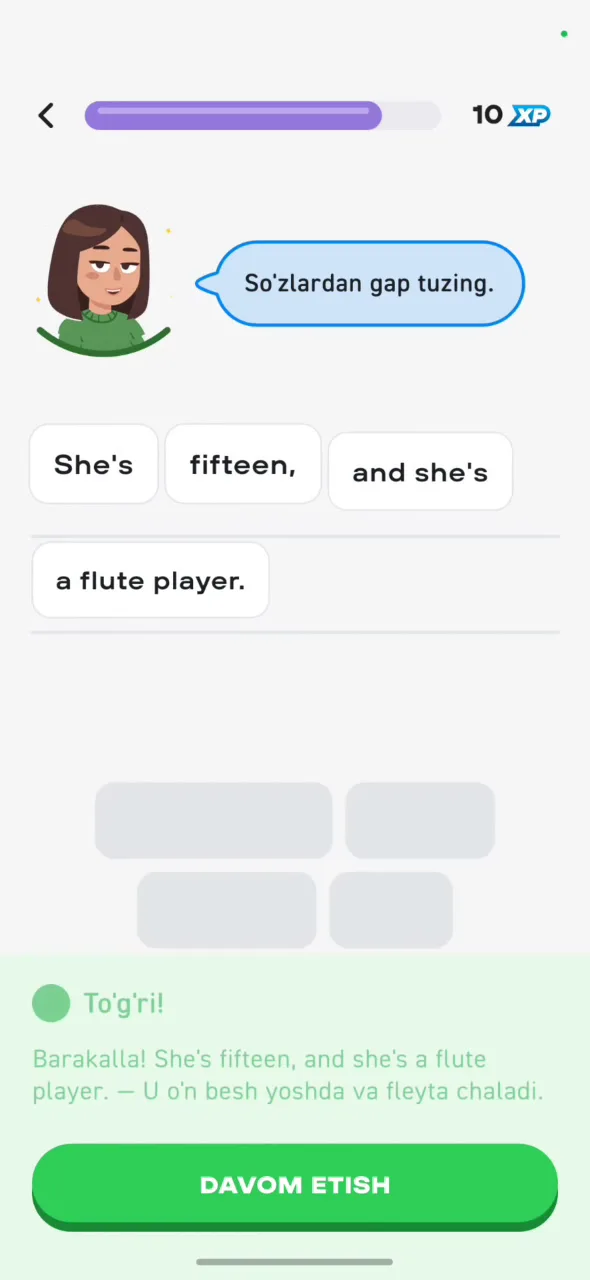 10 XP
So'zlardan gap tuzing.
She's fifteen, and she's
a flute player.
To'g'ri!
Barakalla! She's fifteen, and she's a flute
player. — U o'n besh yoshda va fleyta chaladi.
DAVOM ETISH